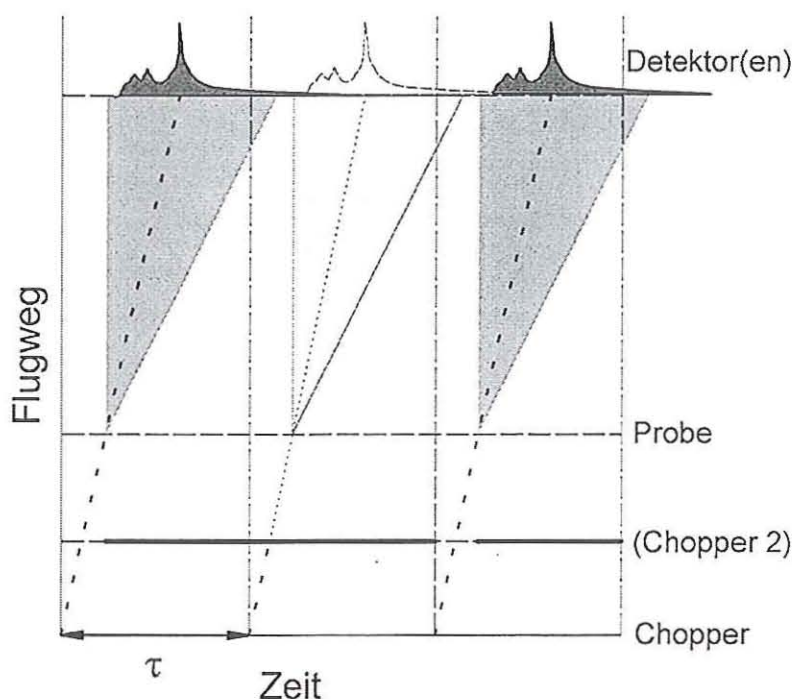 Detektor(en)
Flugweg
Probe
(Chopper 2)
Chopper
τ
Zeit